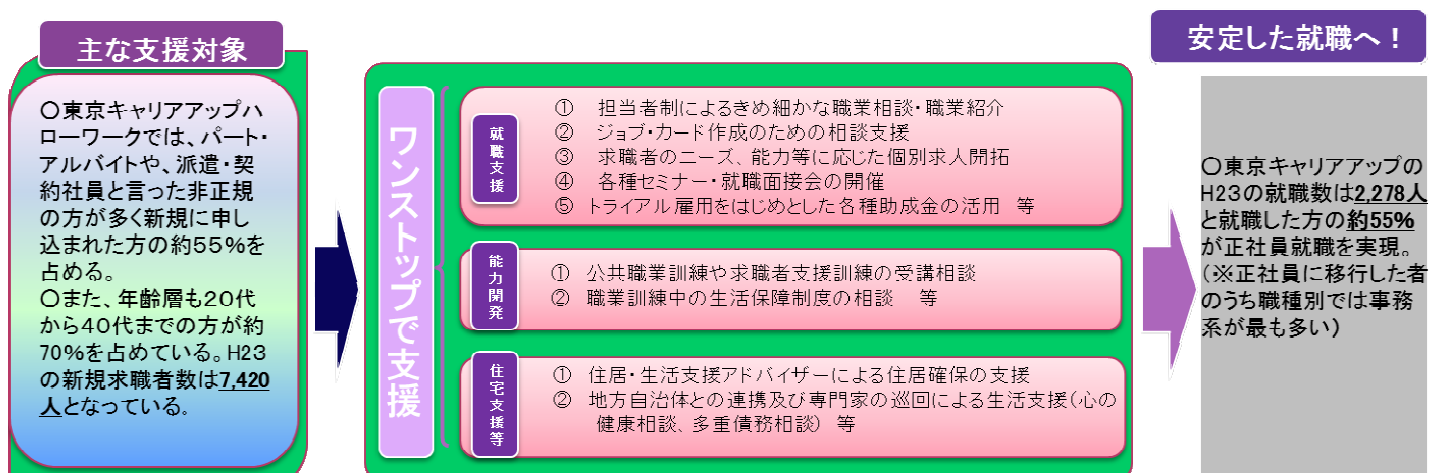 主な支援対象
○東京キャリアアップハ
ローワークでは、パート・
アルバイトや、派遣・契
約社員と言った非正規
の方が多く新規に申し
込まれた方の約55%を
占める。
○また、年齢層も20代
から40代までの方が約
70%を占めている。H23
の新規求職者数は7,420
人となっている。
ワンストップで支援
就職支援
① 担当者制によるきめ細かな職業相談・職業紹介
② ジョブ・カード作成のための相談支援
③ 求職者のニーズ、能力等に応じた個別求人開拓
④ 各種セミナー・就職面接会の開催
⑤ トライアル雇用をはじめとした各種助成金の活用 等
能力開発
① 公共職業訓練や求職者支援訓練の受講相談
② 職業訓練中の生活保障制度の相談 等
住宅支援等
① 住居・生活支援アドバイザーによる住居確保の支援
② 地方自治体との連携及び専門家の巡回による生活支援(心の
健康相談、多重債務相談) 等
安定した就職へ!
○東京キャリアアップの
H23の就職数は2,278人
と就職した方の約55%
が正社員就職を実現。
(※正社員に移行した者
のうち職種別では事務
系が最も多い)